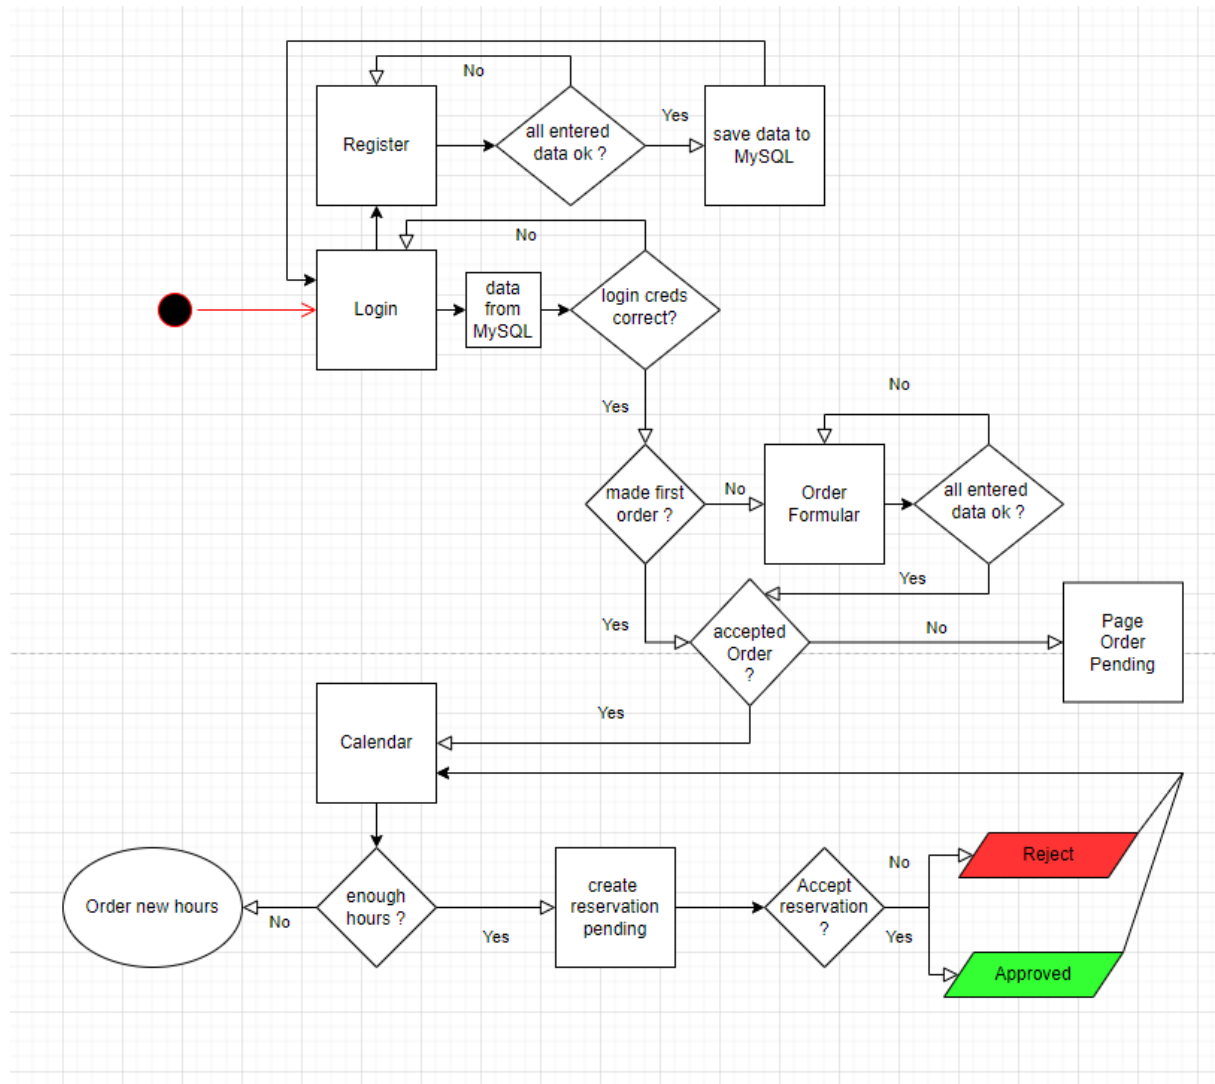 No
Register
all entered
data ok ?
Yes
save data to
MySQL
No
Login
data
from
MySQL
login creds
correct?
Yes
No
made first
order ?
No
Order
Formular
all entered
data ok ?
Yes
Yes
accepted
Order
?
No
Page
Order
Pending
Yes
Calendar
Order new hours
No
enough
hours ?
Yes
create
reservation
pending
Accept
reservation
?
No
Yes
Reject
Approved